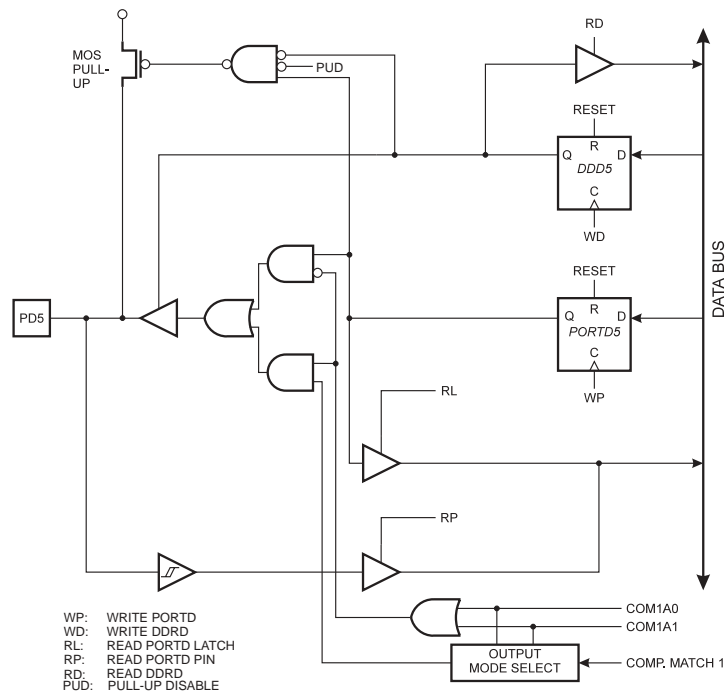 RD
MOS
PULL-
UP
PUD
RESET
R
Q
DDD5
D
C
WD
DATA BUS
RESET
R
Q
PORTD5
D
C
WP
PD5
RL
RP
COM1A0
COM1A1
OUTPUT
MODE SELECT
COMP. MATCH 1
WP: WRITE PORTD
WD: WRITE DDRD
RL: READ PORTD LATCH
RP: READ PORTD PIN
RD: READ DDRD
PUD: PULL-UP DISABLE